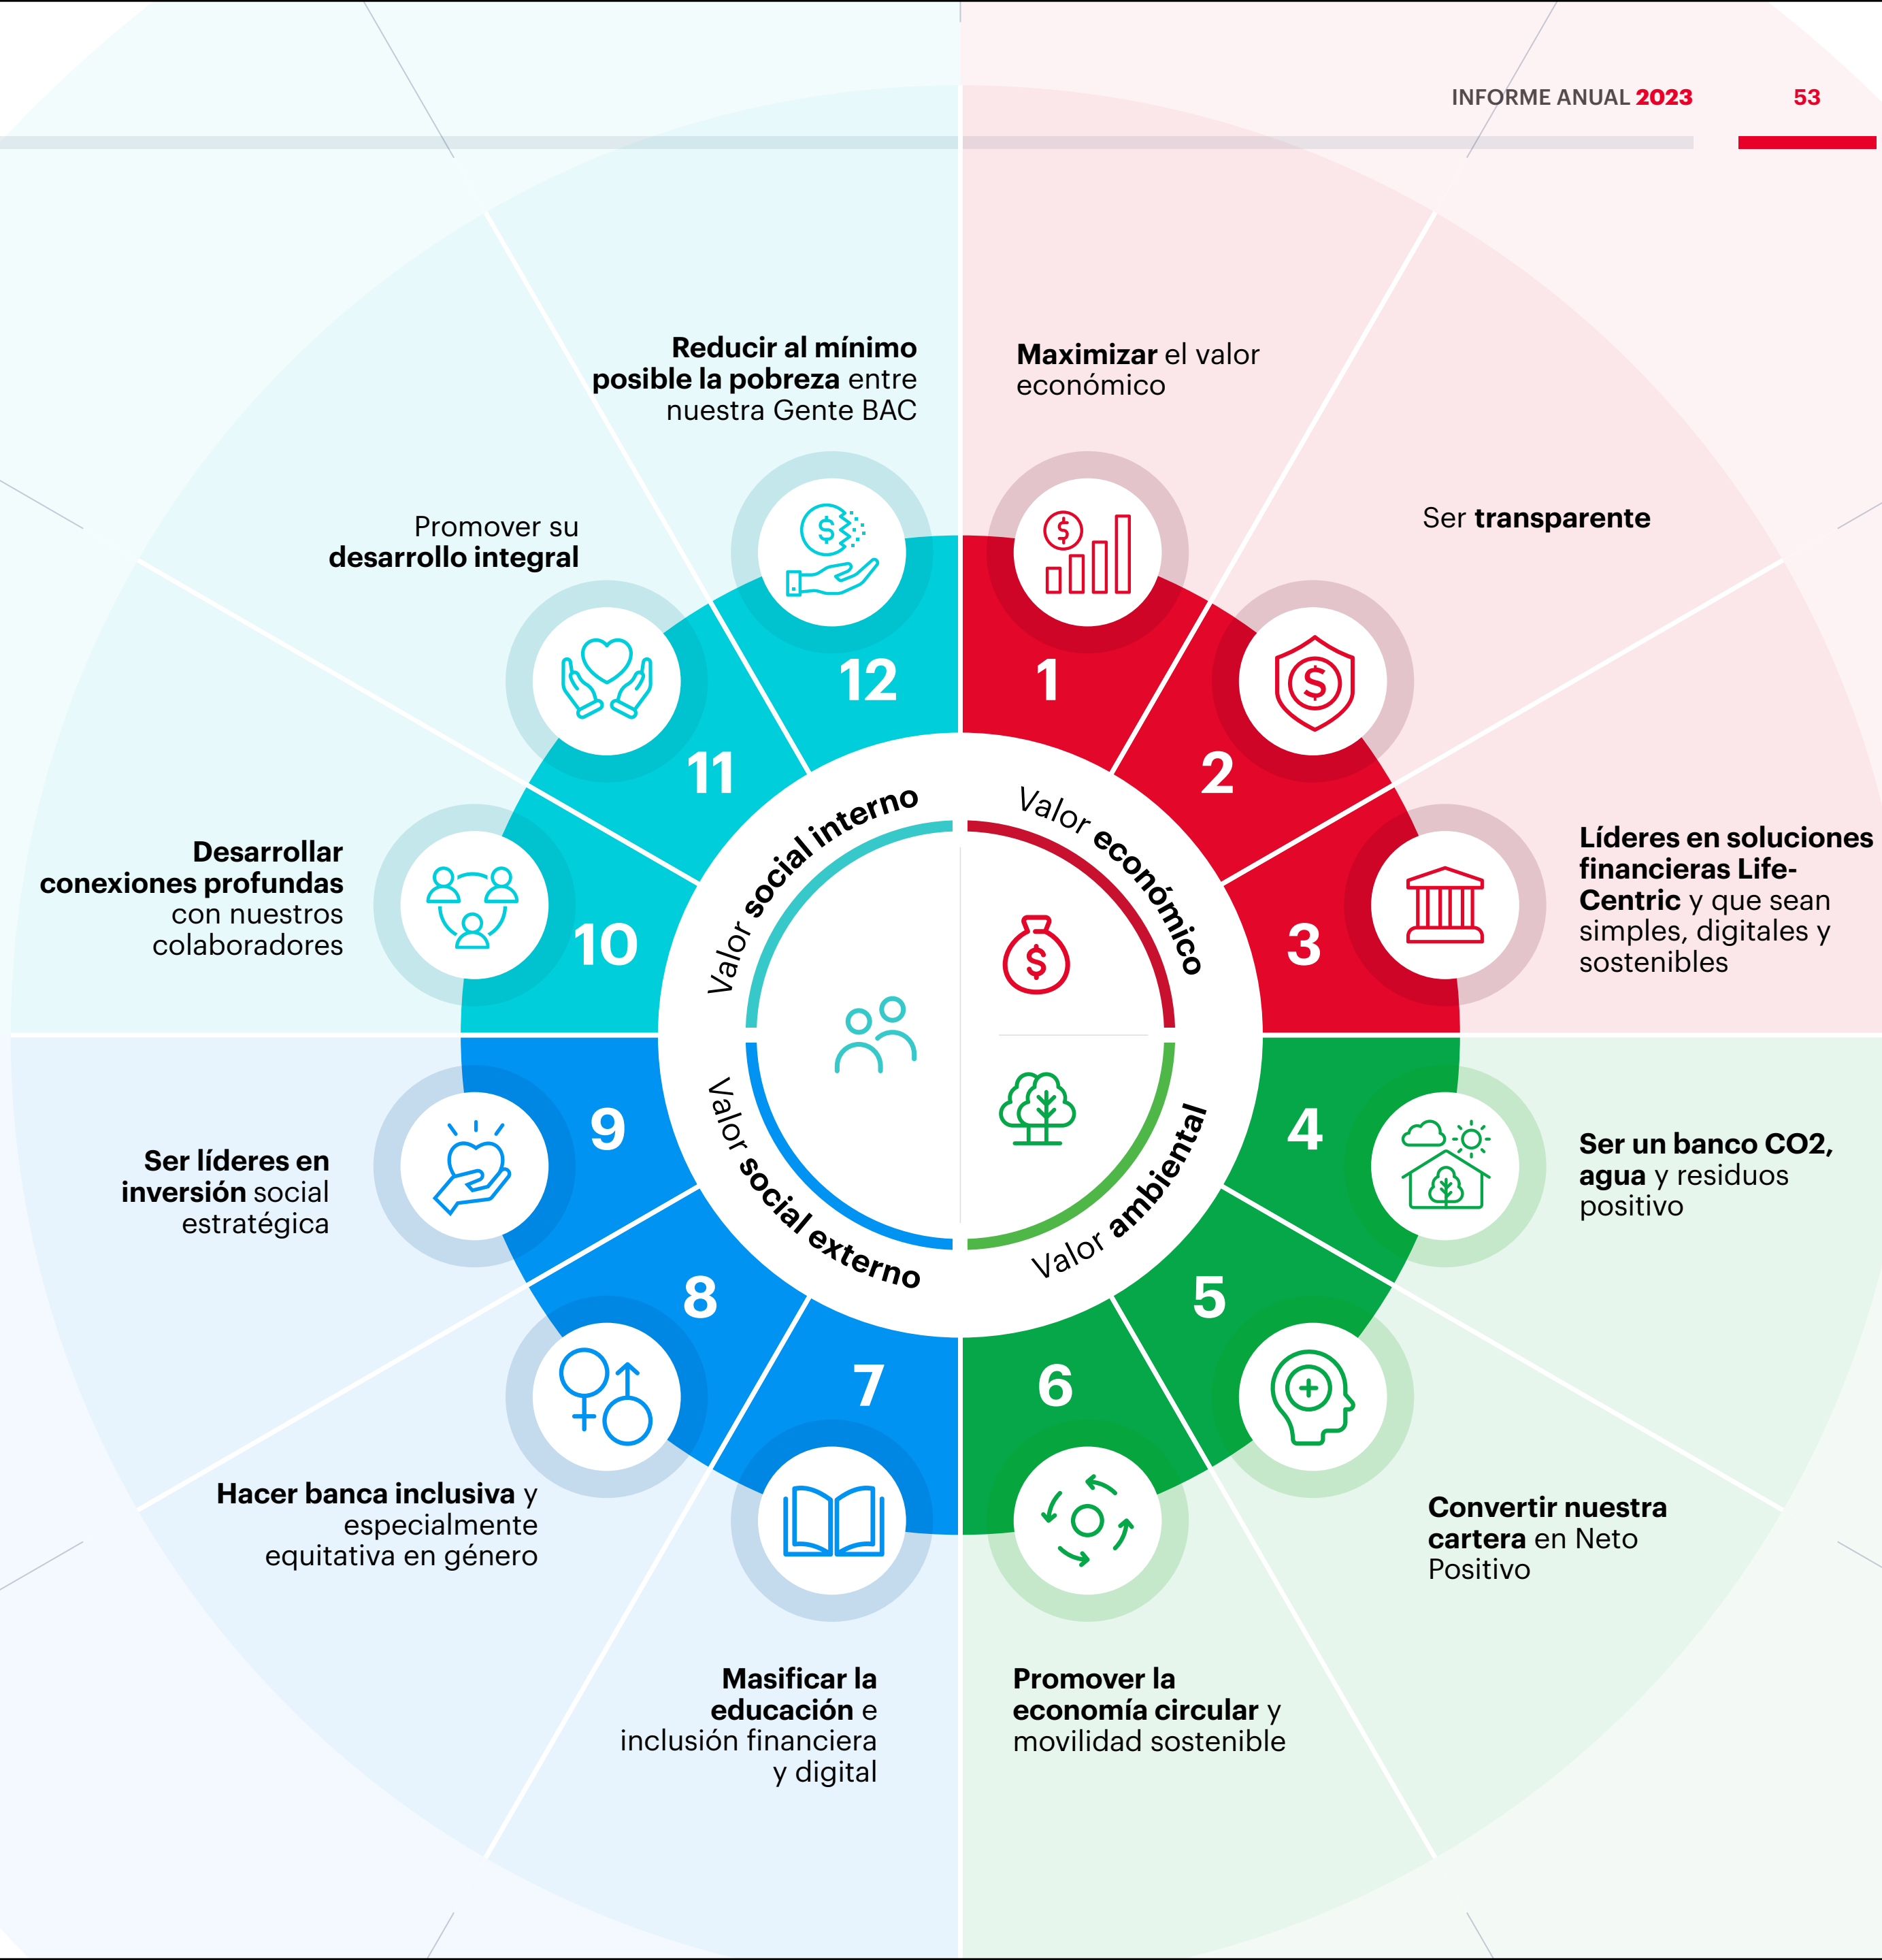 INFORME ANUAL 2023
53
Maximizar el valor
económico
1
Ser transparente
2
Líderes en soluciones
financieras Life-
Centric y que sean
simples, digitales y
sostenibles
3
Ser un banco CO2,
agua y residuos
positivo
4
Convertir nuestra
cartera en Neto
Positivo
5
Promover la
economía circular y
movilidad sostenible
6
Masificar la
educación e
inclusión financiera
y digital
7
Hacer banca inclusiva y
especialmente
equitativa en género
8
Ser líderes en
inversión social
estratégica
9
Desarrollar
conexiones profundas
con nuestros
colaboradores
10
Promover su
desarrollo integral
11
Reducir al mínimo
posible la pobreza entre
nuestra Gente BAC
12
Valor económico
Valor ambiental
Valor social externo
Valor social interno
$
$
$
$